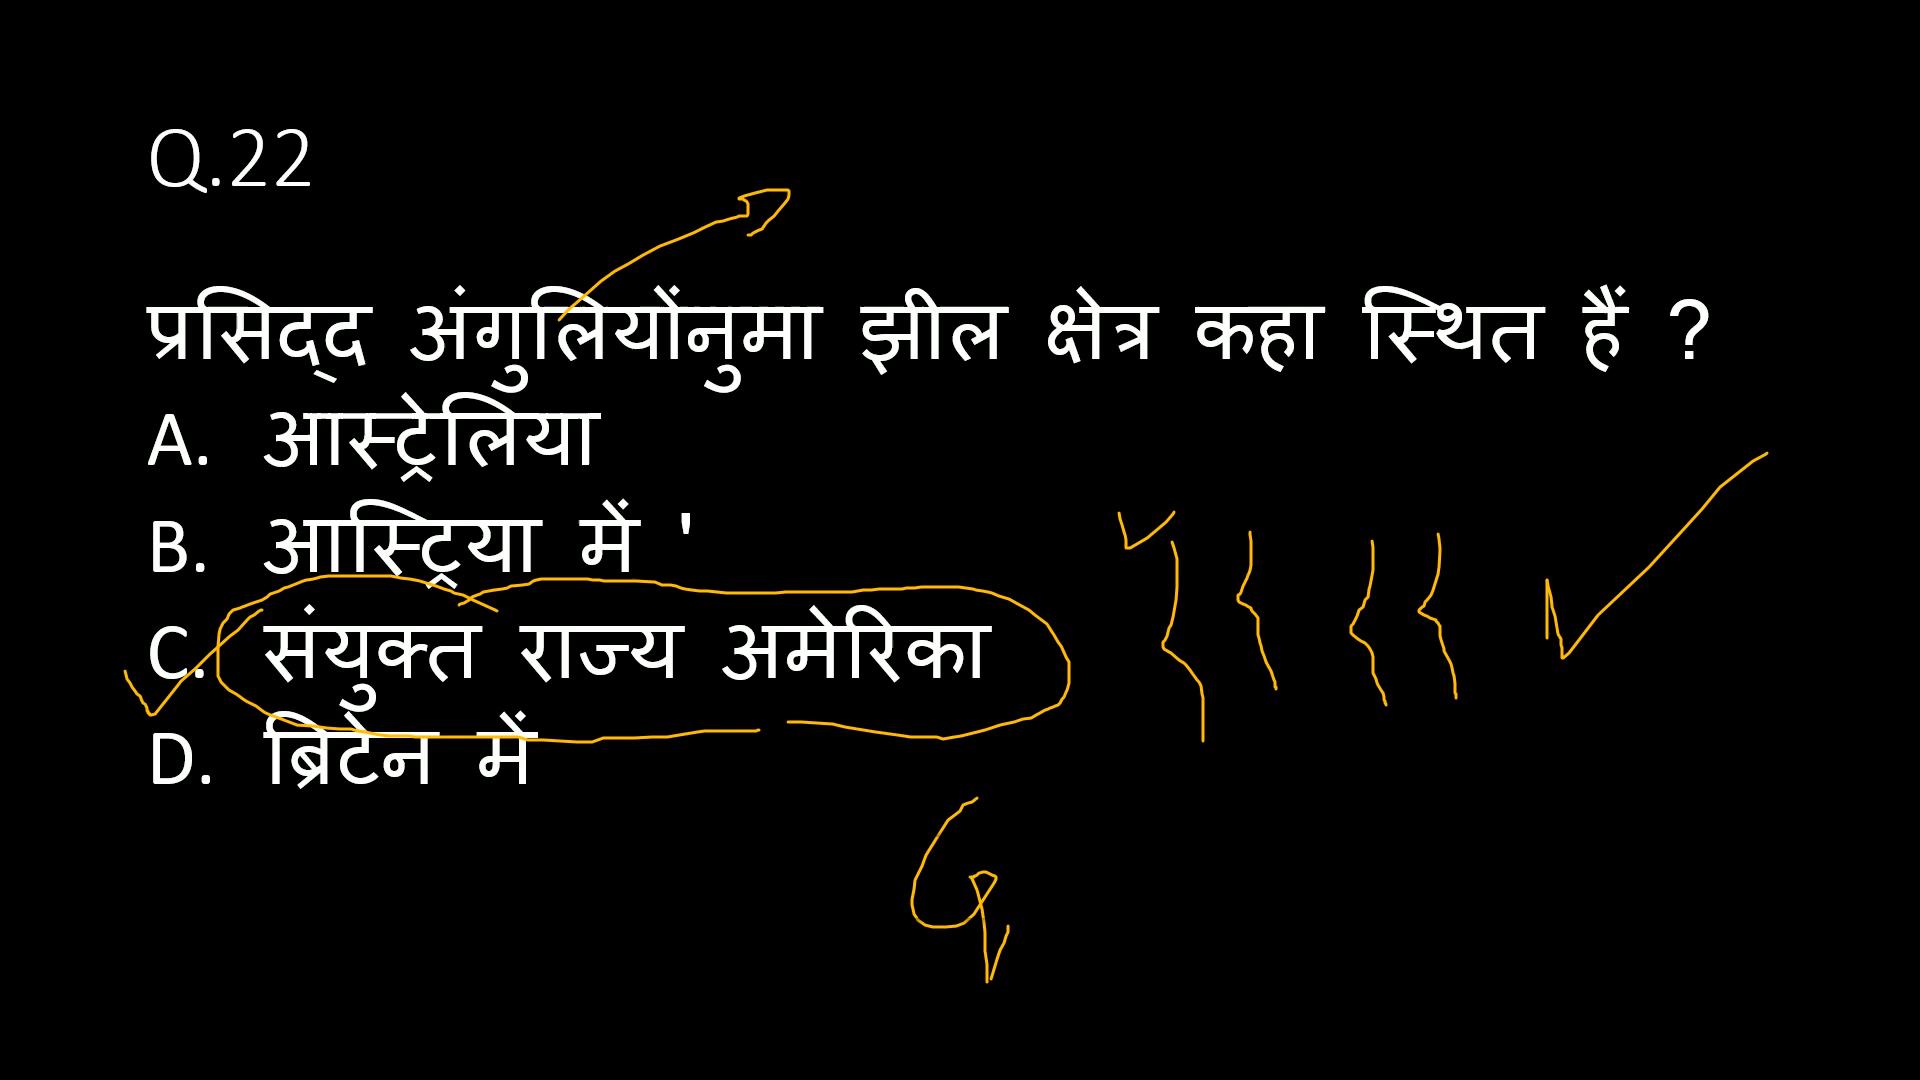 Q.22
प्रसिद्द अंगुलियोंनुमा झील क्षेत्र कहा स्थित हैं ?
A. आस्ट्रेलिया
B. आस्ट्रिया में '
C. संयुक्त राज्य अमेरिका
D. ब्रिटेन में